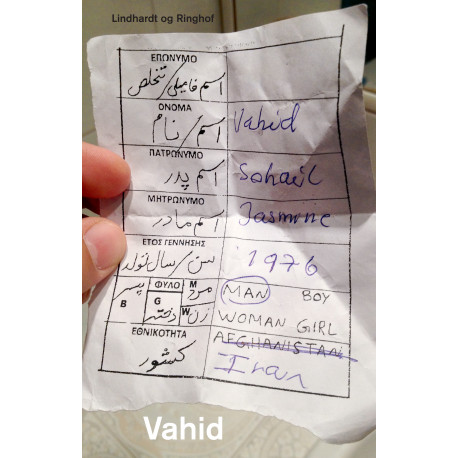 Lindhardt og Ringhof
ΕΠΩΝΥΜΟ
اسم فامیلی/تخلص
ΟΝΟΜΑ
اسم/نام
Vahid
ΠΑΤΡΩΝΥΜΟ
اسم پدر
Sohail
ΜΗΤΡΩΝΥΜΟ
اسم مادر
Jasmine
ΕΤΟΣ ΓΕΝΝΗΣΗΣ
سن/سال تولد
1976
پسر
B
ΦΥΛΟ
G
دختر
M
مرد
W
زن
MAN BOY
WOMAN GIRL
ΕΘΝΙΚΟΤΗΤΑ
کشور
AFGHANISTAN
Iran
Vahid